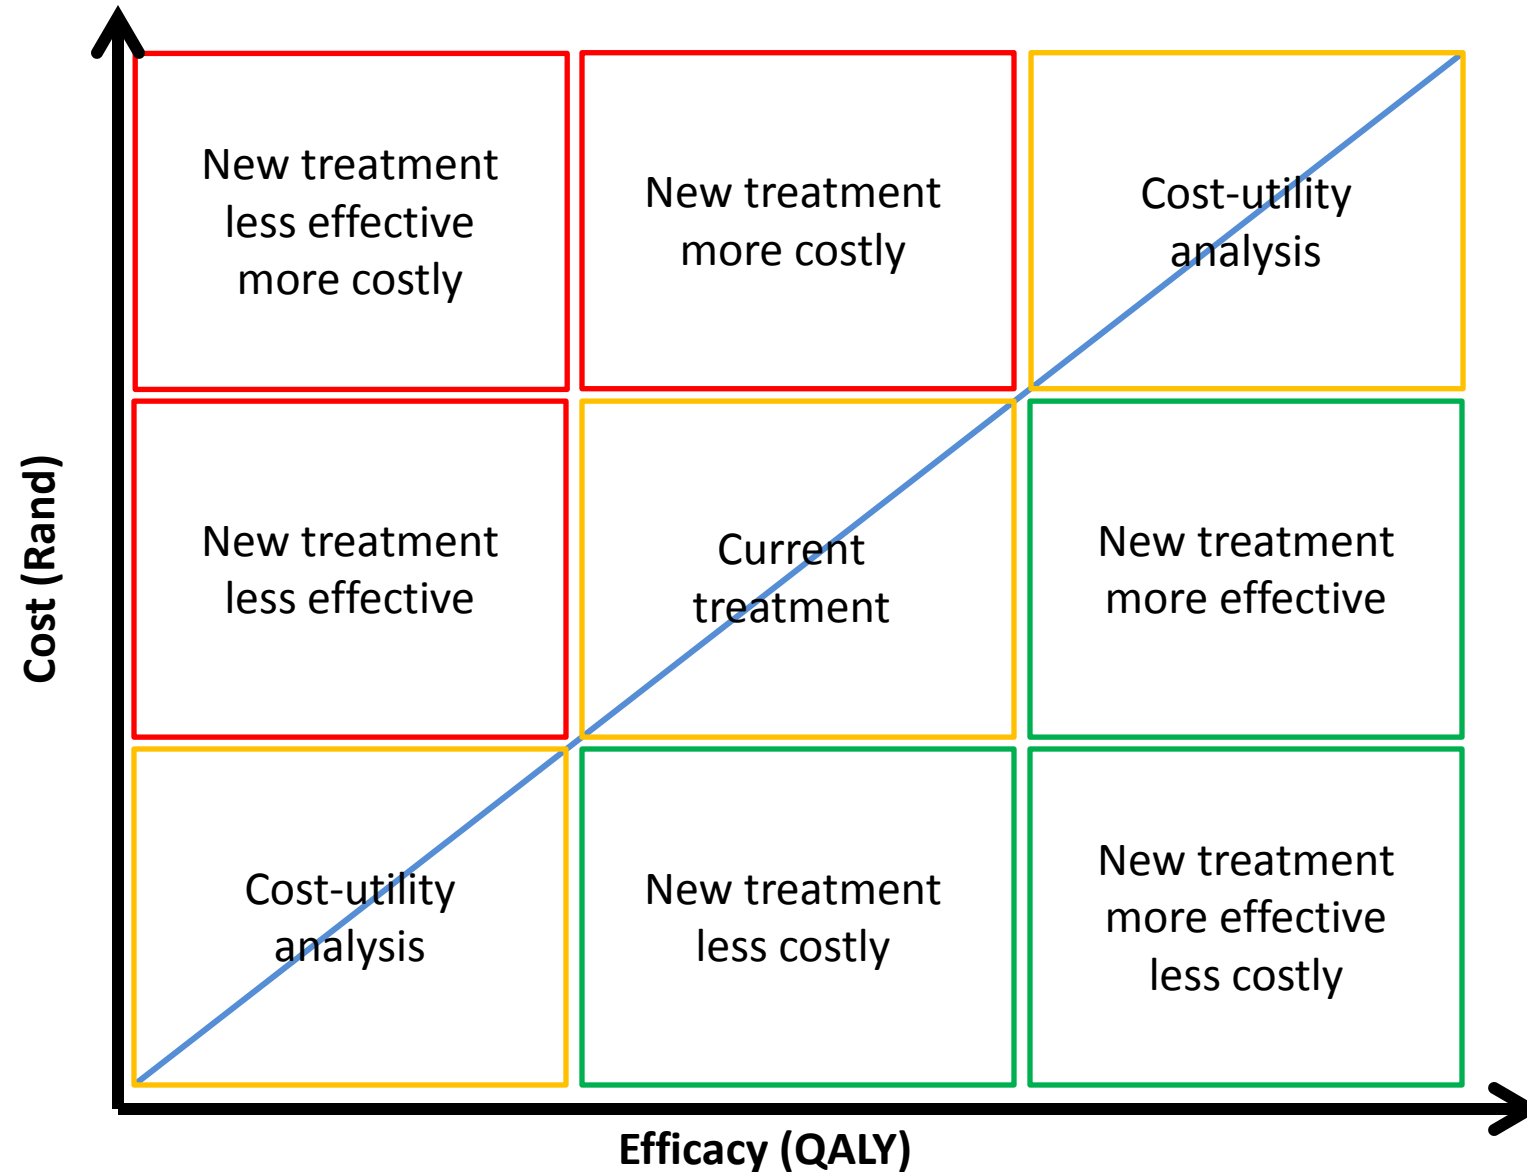 New treatment
less effective
more costly
New treatment
more costly
Cost-utility
analysis
Cost (Rand)
New treatment
less effective
Current
treatment
New treatment
more effective
Cost-utility
analysis
New treatment
less costly
New treatment
more effective
less costly
Efficacy (QALY)